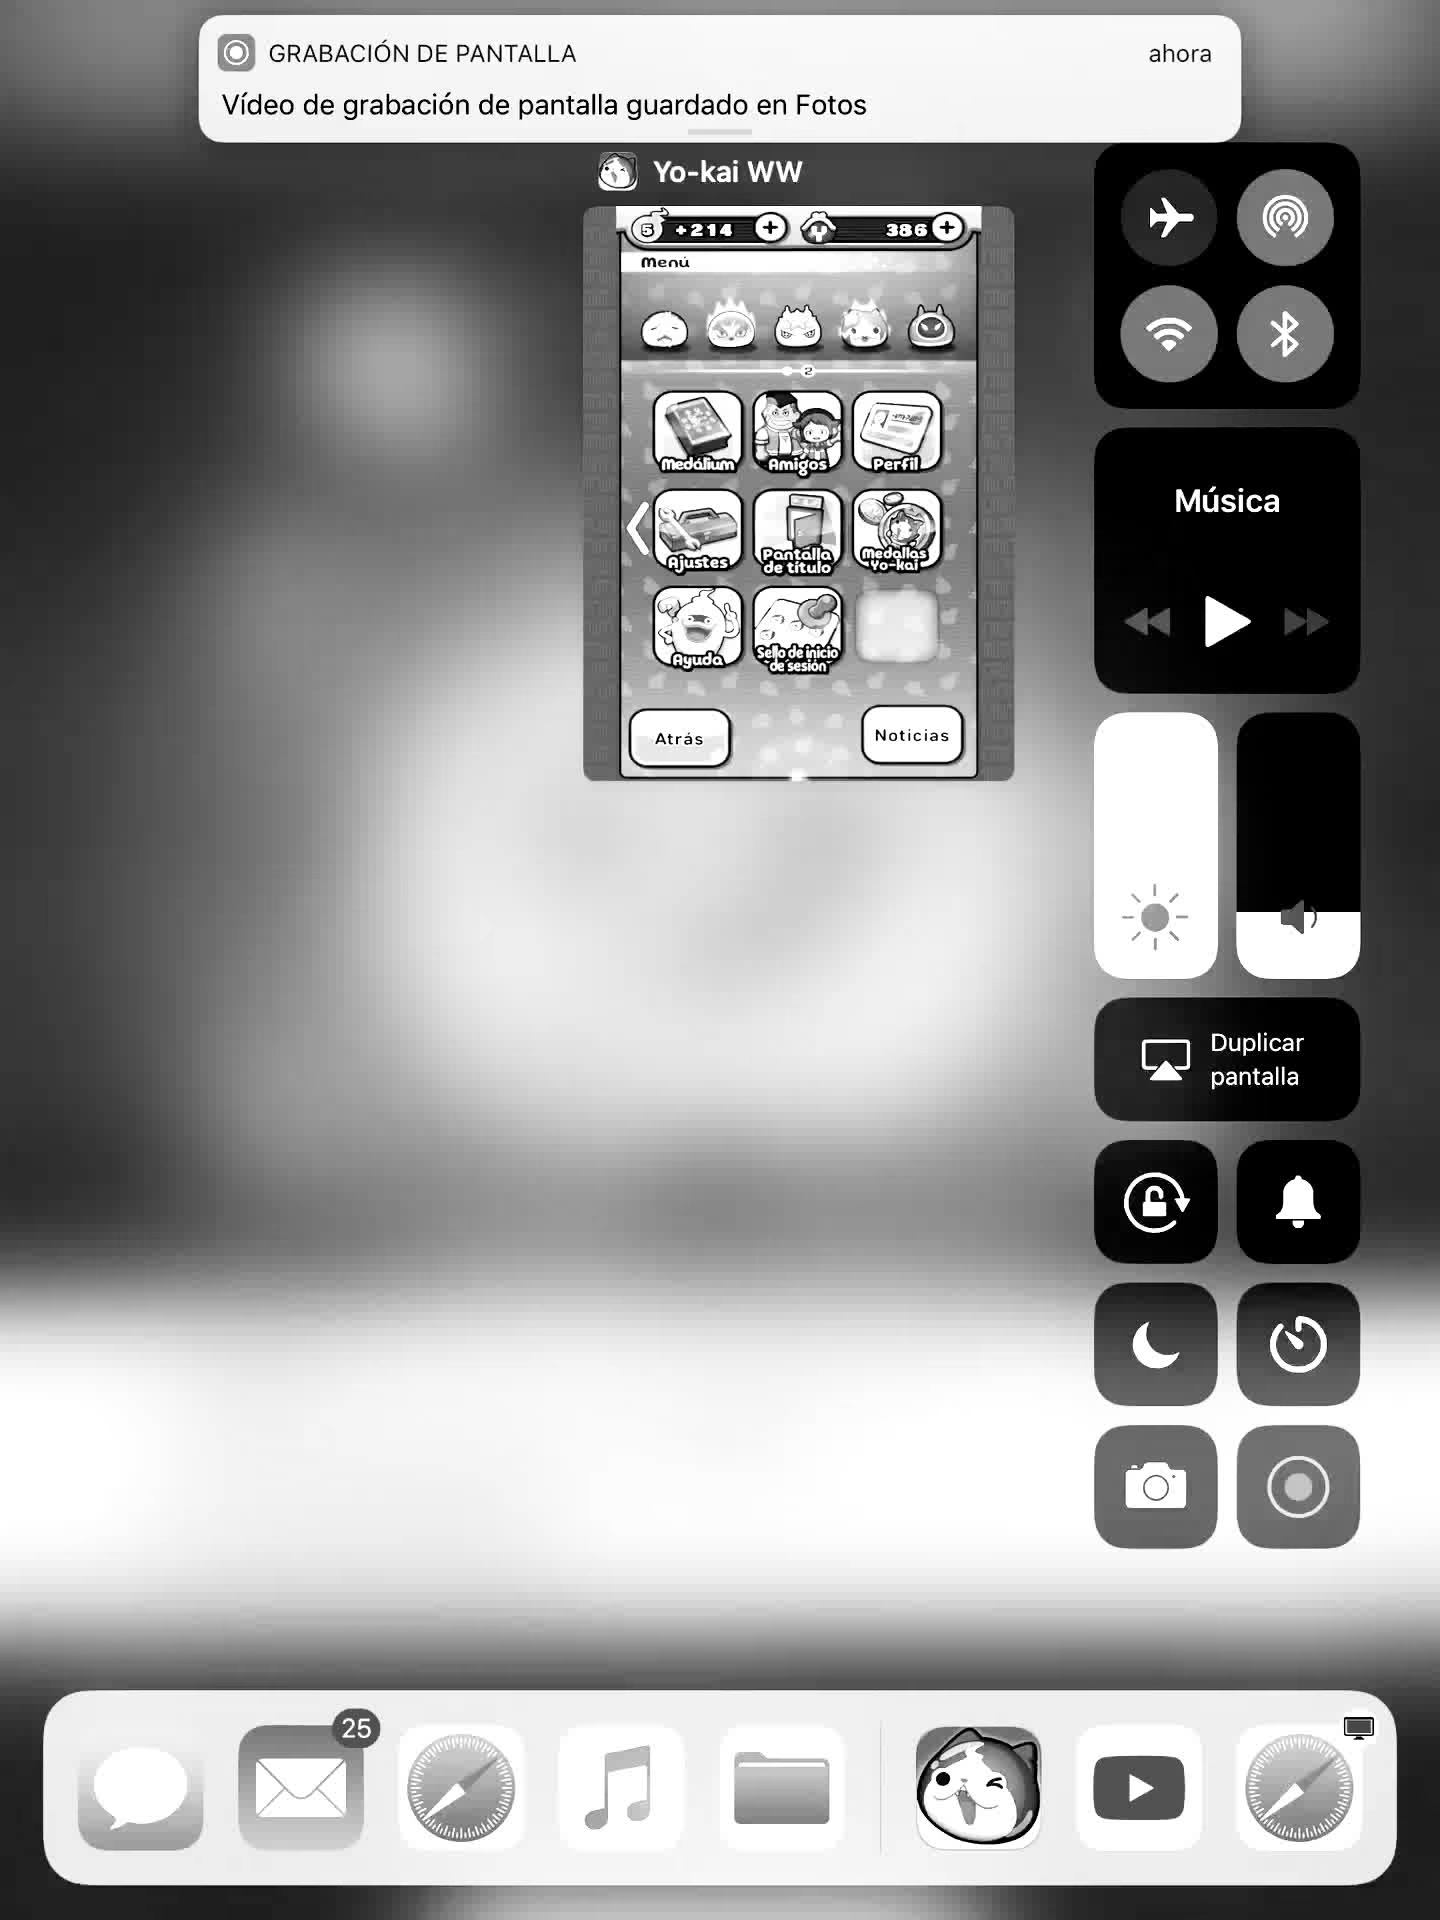 GRABACIÓN DE PANTALLA
ahora
Vídeo de grabación de pantalla guardado en Fotos
Yo-kai WW
5 +214 +
386 +
Menú
2
Medálium
Amigos
Perfil
Ajustes
Pantalla
de título
Medallas
Yo-kai
Ayuda
Sello de inicio
de sesión
Atrás
Noticias
Música
Duplicar
pantalla
25